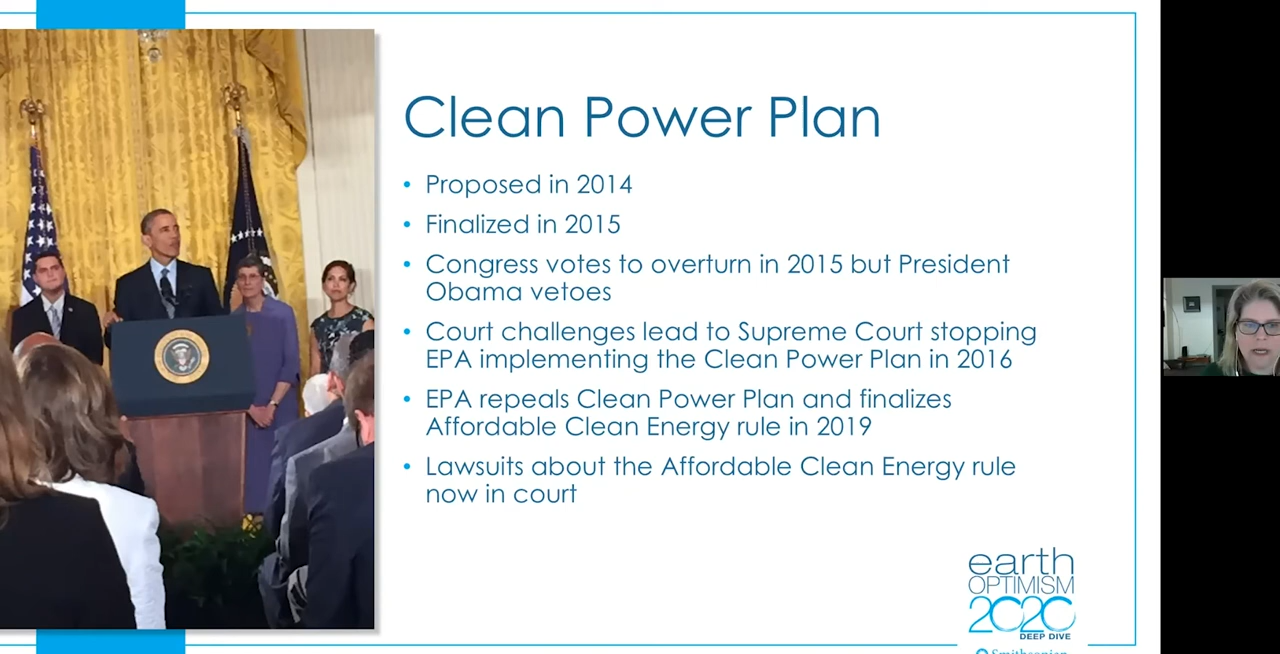 Clean Power Plan
• Proposed in 2014
• Finalized in 2015
• Congress votes to overturn in 2015 but President
Obama vetoes
• Court challenges lead to Supreme Court stopping
EPA implementing the Clean Power Plan in 2016
• EPA repeals Clean Power Plan and finalizes
Affordable Clean Energy rule in 2019
• Lawsuits about the Affordable Clean Energy rule
now in court
earth
OPTIMISM
2020
DEEP DIVE
Smithsonian